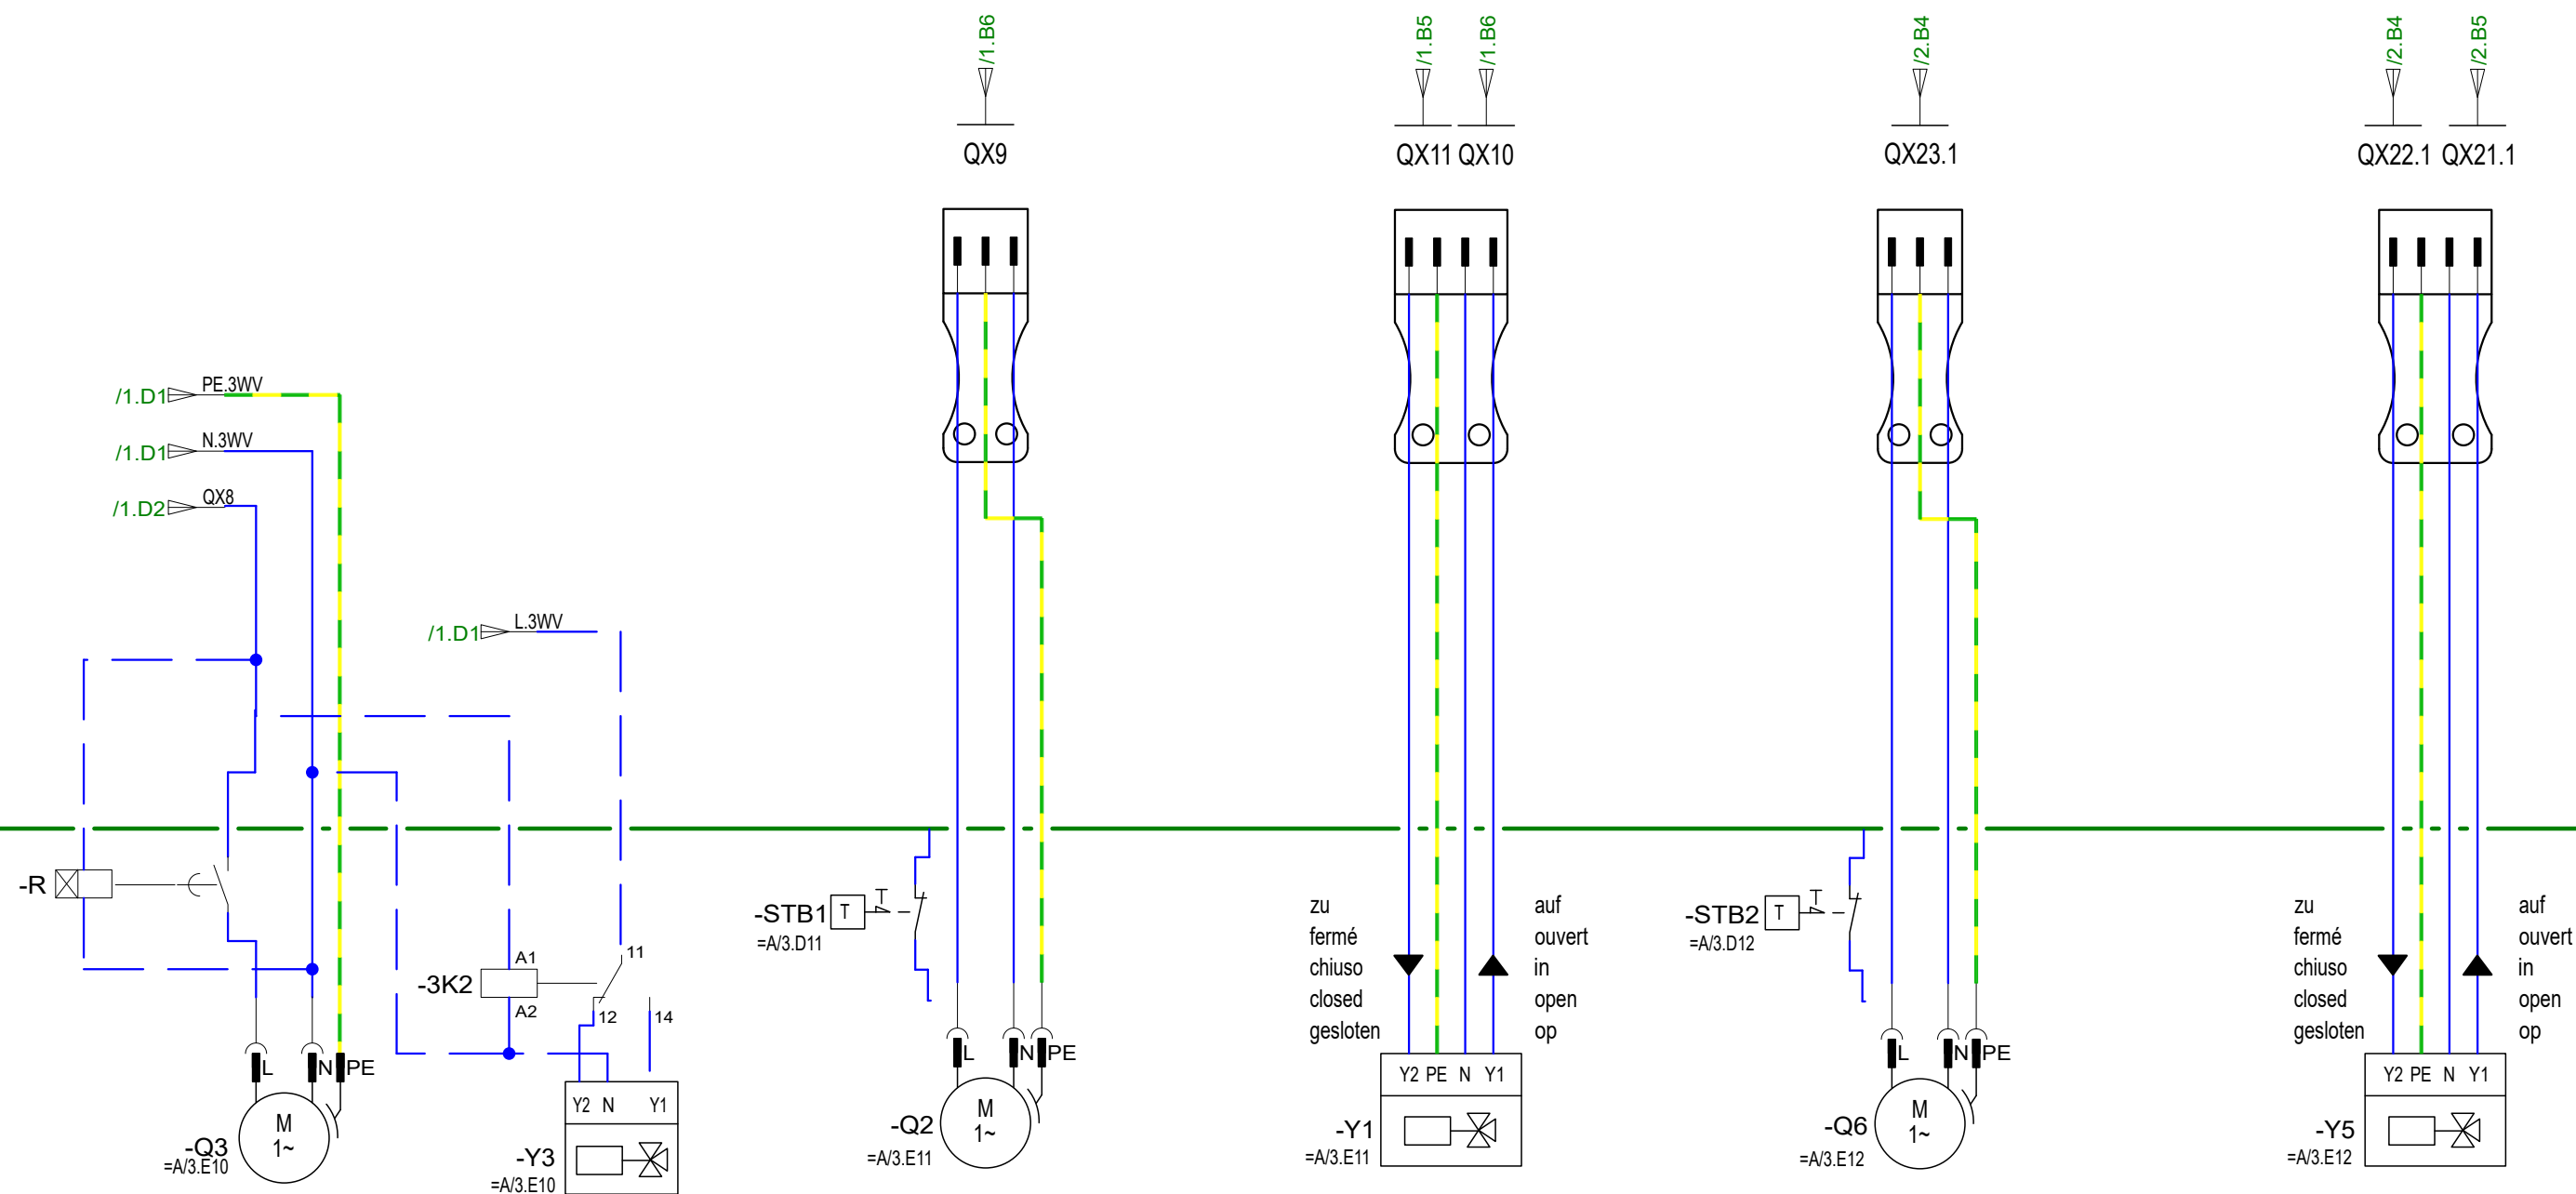 /1.B6
/1.B5
/1.B6
/2.B4
/2.B4
/2.B5
QX9
QX11 QX10
QX23.1
QX22.1 QX21.1
/1.D1 PE.3WV
/1.D1 N.3WV
/1.D2 QX8
/1.D1 L.3WV
-R
-3K2
A1
A2
11
12
14
L N PE
M
1~
-Q3
=A/3.E10
Y2 N Y1
-Y3
=A/3.E10
-STB1 T T
=A/3.D11
L N PE
M
1~
-Q2
=A/3.E11
zu
fermé
chiuso
closed
gesloten
auf
ouvert
in
open
op
Y2 PE N Y1
-Y1
=A/3.E11
-STB2 T T
=A/3.D12
L N PE
M
1~
-Q6
=A/3.E12
zu
fermé
chiuso
closed
gesloten
auf
ouvert
in
open
op
Y2 PE N Y1
-Y5
=A/3.E12